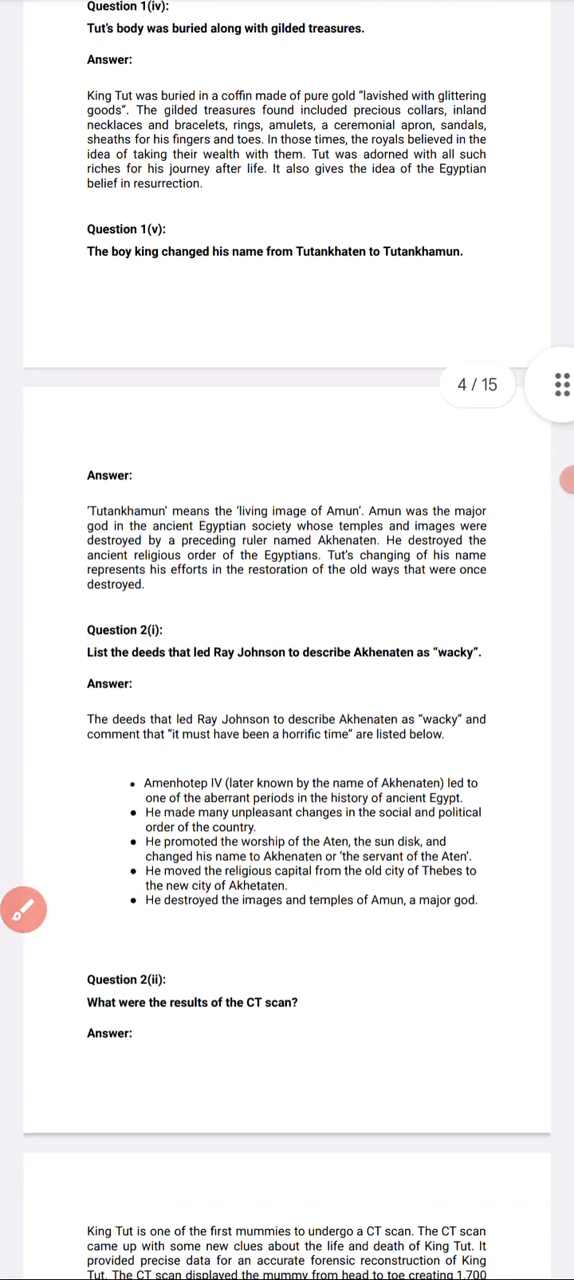 Question 1(iv):
Tut's body was buried along with gilded treasures.
Answer:
King Tut was buried in a coffin made of pure gold "lavished with glittering
goods". The gilded treasures found included precious collars, inland
necklaces and bracelets, rings, amulets, a ceremonial apron, sandals,
sheaths for his fingers and toes. In those times, the royals believed in the
idea of taking their wealth with them. Tut was adorned with all such
riches for his journey after life. It also gives the idea of the Egyptian
belief in resurrection.
Question 1(v):
The boy king changed his name from Tutankhaten to Tutankhamun.
4 / 15
Answer:
'Tutankhamun' means the 'living image of Amun'. Amun was the major
god in the ancient Egyptian society whose temples and images were
destroyed by a preceding ruler named Akhenaten. He destroyed the
ancient religious order of the Egyptians. Tut's changing of his name
represents his efforts in the restoration of the old ways that were once
destroyed.
Question 2(i):
List the deeds that led Ray Johnson to describe Akhenaten as "wacky".
Answer:
The deeds that led Ray Johnson to describe Akhenaten as "wacky" and
comment that "it must have been a horrific time" are listed below.
• Amenhotep IV (later known by the name of Akhenaten) led to
one of the aberrant periods in the history of ancient Egypt.
• He made many unpleasant changes in the social and political
order of the country.
• He promoted the worship of the Aten, the sun disk, and
changed his name to Akhenaten or 'the servant of the Aten'.
• He moved the religious capital from the old city of Thebes to
the new city of Akhetaten.
• He destroyed the images and temples of Amun, a major god.
Question 2(ii):
What were the results of the CT scan?
Answer:
King Tut is one of the first mummies to undergo a CT scan. The CT scan
came up with some new clues about the life and death of King Tut. It
provided precise data for an accurate forensic reconstruction of King
Tut. The CT scan displayed the mummy from head to toe creating 1,700